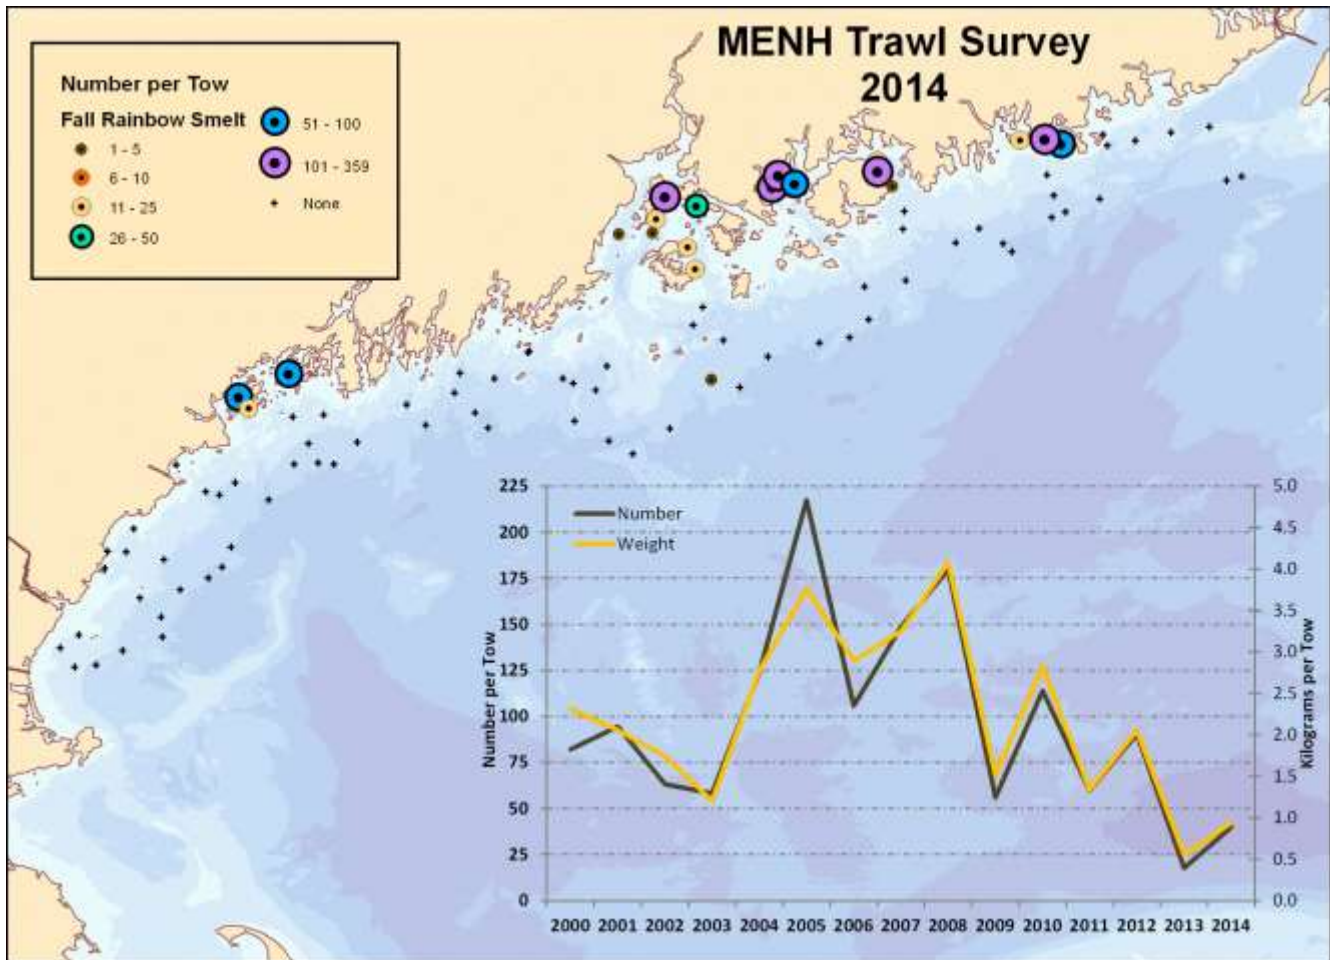 MENH Trawl Survey
2014
Number per Tow
Fall Rainbow Smelt
1 - 5
6 - 10
11 - 25
26 - 50
51 - 100
101 - 359
None
Number
Weight
225
200
175
150
125
100
75
50
25
0
Number per Tow
5.0
4.5
4.0
3.5
3.0
2.5
2.0
1.5
1.0
0.5
0.0
Kilograms per Tow
2000 2001 2002 2003 2004 2005 2006 2007 2008 2009 2010 2011 2012 2013 2014